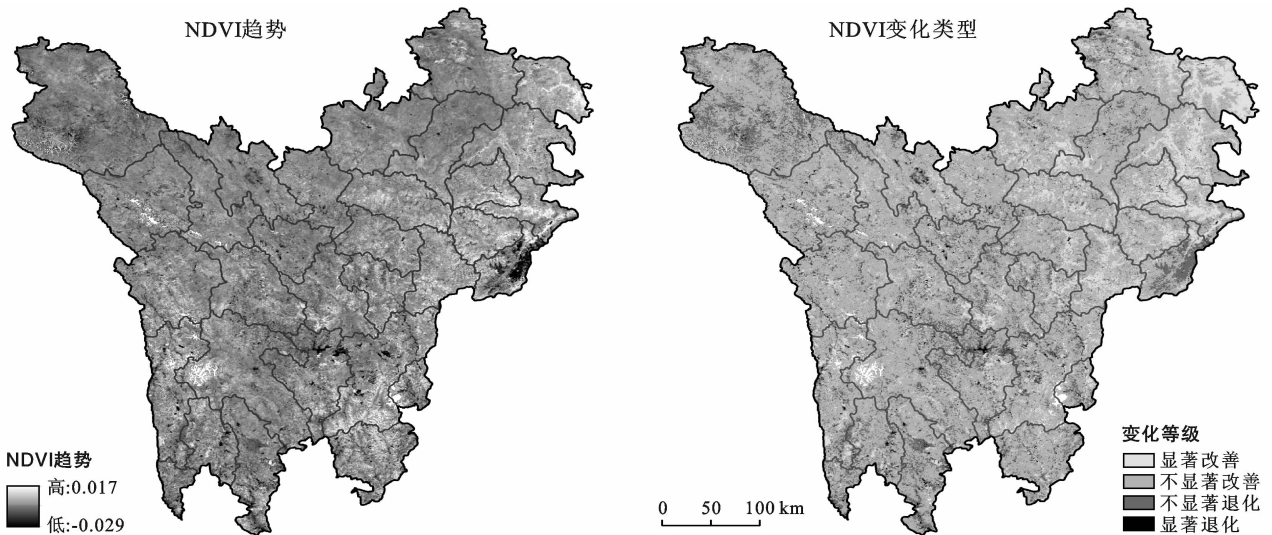 NDVI趋势
NDVI变化类型
NDVI趋势
高:0.017
低:-0.029
0 50 100 km
变化等级
显著改善
不显著改善
不显著退化
显著退化